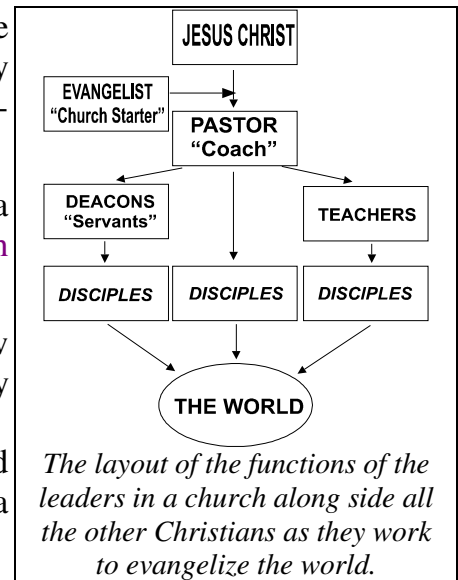 e
y
-
a
n
y
y
d
a
JESUS CHRIST
EVANGELIST
“Church Starter”
PASTOR
“Coach”
DEACONS
“Servants”
TEACHERS
DISCIPLES
DISCIPLES
DISCIPLES
THE WORLD
The layout of the functions of the
leaders in a church along side all
the other Christians as they work
to evangelize the world.